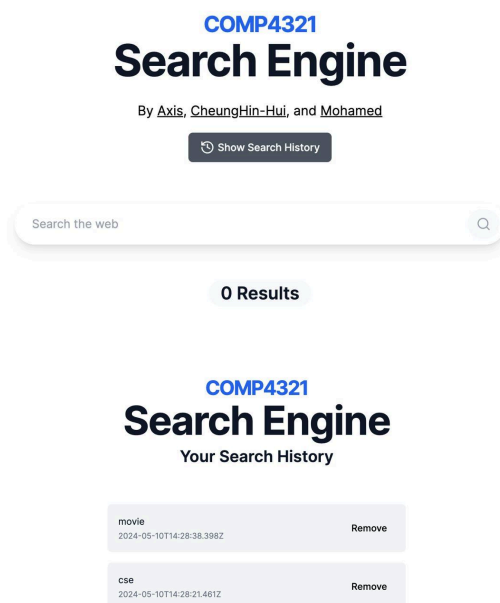 COMP4321
Search Engine
By Axis, CheungHin-Hui, and Mohamed
Show Search History
Search the web
0 Results
COMP4321
Search Engine
Your Search History
movie
2024-05-10T14:28:38.398Z
Remove
cse
2024-05-10T14:28:21.461Z
Remove